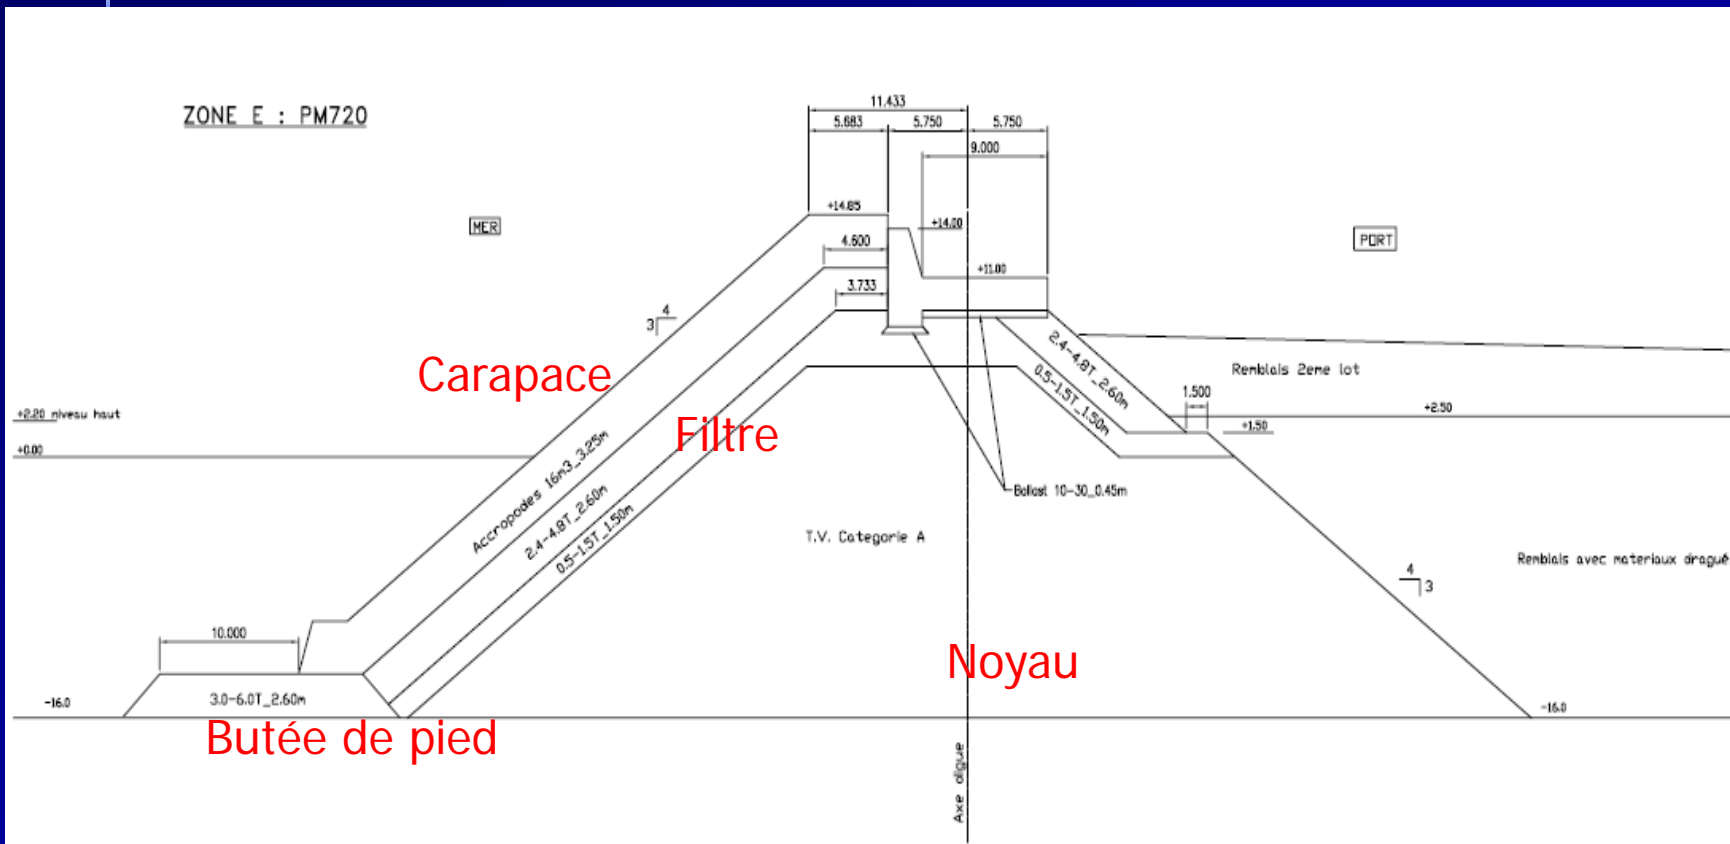 11.433
5.683
5.750
5.750
ZONE E : PM720
9.000
+14.85
MER
+14.00
PORT
4.600
+11.00
3.733
4
3
2.4-4.8T_2.60m
Carapace
Remblais 2eme lot
0.5-1.5T_1.50m
1.500
+2.20 niveau haut
+2.50
Filtre
+1.50
+0.00
Accropodes 16m3_3.25m
Ballast 10-30_0.45m
2.4-4.8T_2.60m
0.5-1.5T_1.50m
T.V. Categorie A
Remblais avec materiaux dragué
4
3
10.000
Noyau
-16.0
3.0-6.0T_2.60m
-16.0
Butée de pied
Axe digue